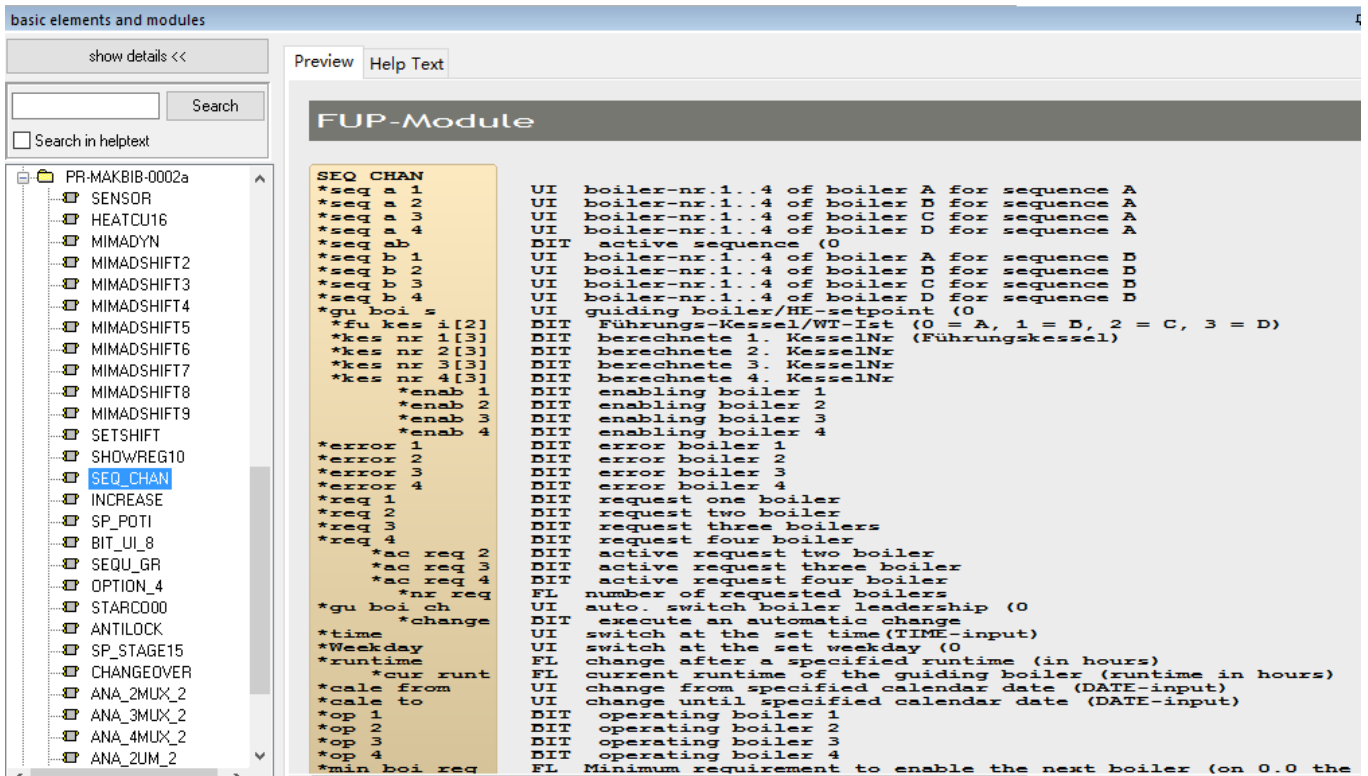 basic elements and modules
show details <<
Search
Search in helptext
PR-MAKBIB-0002a
SENSOR
HEATCU16
MIMADYN
MIMADSHIFT2
MIMADSHIFT3
MIMADSHIFT4
MIMADSHIFT5
MIMADSHIFT6
MIMADSHIFT7
MIMADSHIFT8
MIMADSHIFT9
SETSHIFT
SHOWREG10
SEQ_CHAN
INCREASE
SP_POTI
BIT_UI_8
SEQU_GR
OPTION_4
STARCO00
ANTILOCK
SP_STAGE15
CHANGEOVER
ANA_2MUX_2
ANA_3MUX_2
ANA_4MUX_2
ANA_2UM_2
Preview Help Text
FUP-Module
SEQ CHAN
*seq a 1 UI boiler-nr.1..4 of boiler A for sequence A
*seq a 2 UI boiler-nr.1..4 of boiler B for sequence A
*seq a 3 UI boiler-nr.1..4 of boiler C for sequence A
*seq a 4 UI boiler-nr.1..4 of boiler D for sequence A
*seq ab BIT active sequence (0
*seq b 1 UI boiler-nr.1..4 of boiler A for sequence B
*seq b 2 UI boiler-nr.1..4 of boiler B for sequence B
*seq b 3 UI boiler-nr.1..4 of boiler C for sequence B
*seq b 4 UI boiler-nr.1..4 of boiler D for sequence B
*gu boi s UI guiding boiler/HE-setpoint (0
*fu kes i[2] BIT Führungs-Kessel/WT-Ist (0 = A, 1 = B, 2 = C, 3 = D)
*kes nr 1[3] BIT berechnete 1. KesselNr (Führungskessel)
*kes nr 2[3] BIT berechnete 2. KesselNr
*kes nr 3[3] BIT berechnete 3. KesselNr
*kes nr 4[3] BIT berechnete 4. KesselNr
*enab 1 BIT enabling boiler 1
*enab 2 BIT enabling boiler 2
*enab 3 BIT enabling boiler 3
*enab 4 BIT enabling boiler 4
*error 1 BIT error boiler 1
*error 2 BIT error boiler 2
*error 3 BIT error boiler 3
*error 4 BIT error boiler 4
*req 1 BIT request one boiler
*req 2 BIT request two boiler
*req 3 BIT request three boilers
*req 4 BIT request four boiler
*ac req 2 BIT active request two boiler
*ac req 3 BIT active request three boiler
*ac req 4 BIT active request four boiler
*nr req FL number of requested boilers
*gu boi ch UI auto. switch boiler leadership (0
*change BIT execute an automatic change
*time UI switch at the set time(TIME-input)
*Weekday UI switch at the set weekday (0
*runtime FL change after a specified runtime (in hours)
*cur runt FL current runtime of the guiding boiler (runtime in hours)
*cale from UI change from specified calendar date (DATE-input)
*cale to UI change until specified calendar date (DATE-input)
*op 1 BIT operating boiler 1
*op 2 BIT operating boiler 2
*op 3 BIT operating boiler 3
*op 4 BIT operating boiler 4
*min boi req FL Minimum requirement to enable the next boiler (on 0.0 the